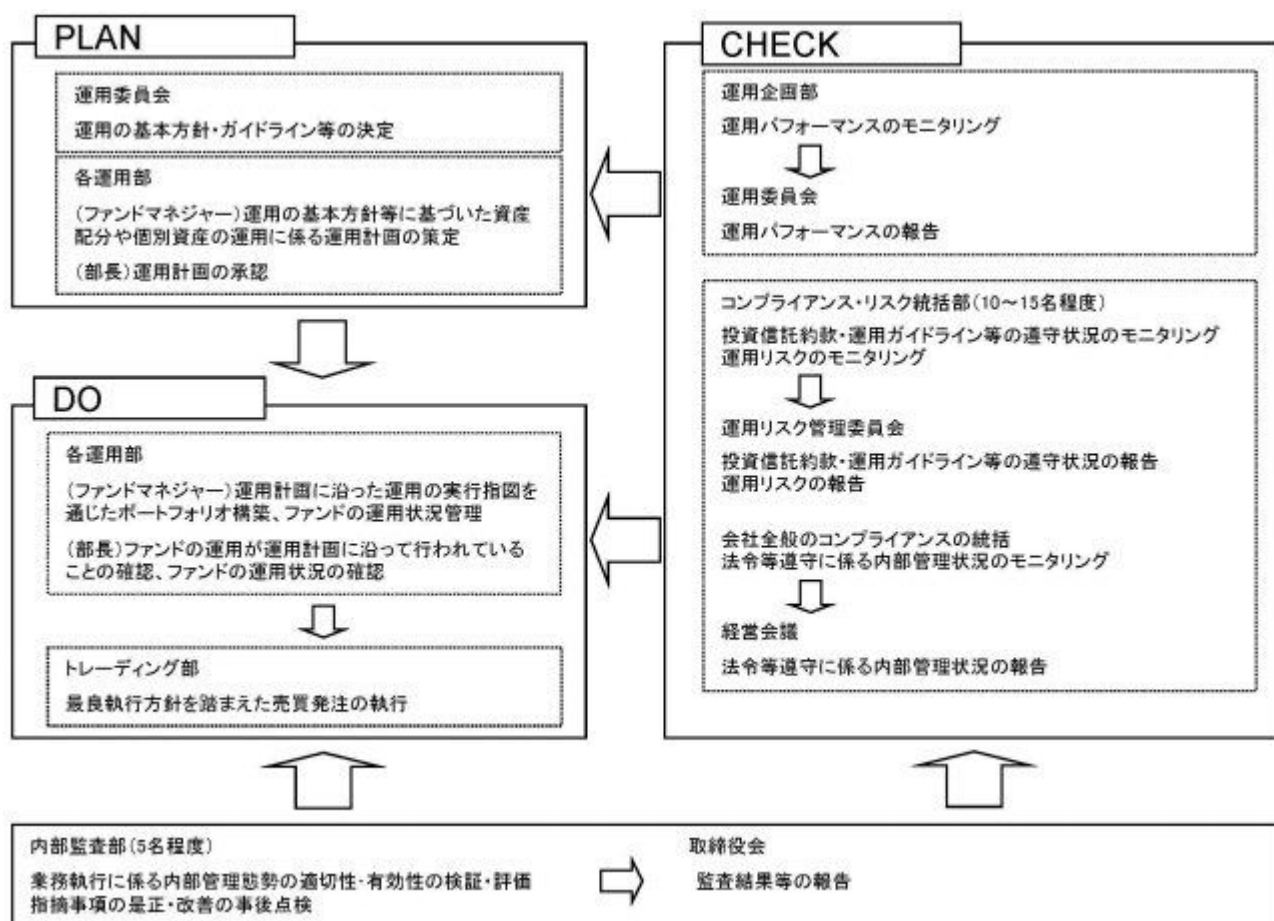 PLAN
運用委員会
運用の基本方針・ガイドライン等の決定
各運用部
(ファンドマネジャー)運用の基本方針等に基づいた資産
配分や個別資産の運用に係る運用計画の策定
(部長)運用計画の承認
DO
各運用部
(ファンドマネジャー)運用計画に沿った運用の実行指図を
通じたポートフォリオ構築、ファンドの運用状況管理
(部長)ファンドの運用が運用計画に沿って行われている
ことの確認、ファンドの運用状況の確認
トレーディング部
最良執行方針を踏まえた売買発注の執行
CHECK
運用企画部
運用パフォーマンスのモニタリング
運用委員会
運用パフォーマンスの報告
コンプライアンス・リスク統括部(10～15名程度)
投資信託約款・運用ガイドライン等の遵守状況のモニタリング
運用リスクのモニタリング
運用リスク管理委員会
投資信託約款・運用ガイドライン等の遵守状況の報告
運用リスクの報告
会社全般のコンプライアンスの統括
法令等遵守に係る内部管理状況のモニタリング
経営会議
法令等遵守に係る内部管理状況の報告
内部監査部(5名程度)
業務執行に係る内部管理態勢の適切性・有効性の検証・評価
指摘事項の是正・改善の事後点検
取締役会
監査結果等の報告